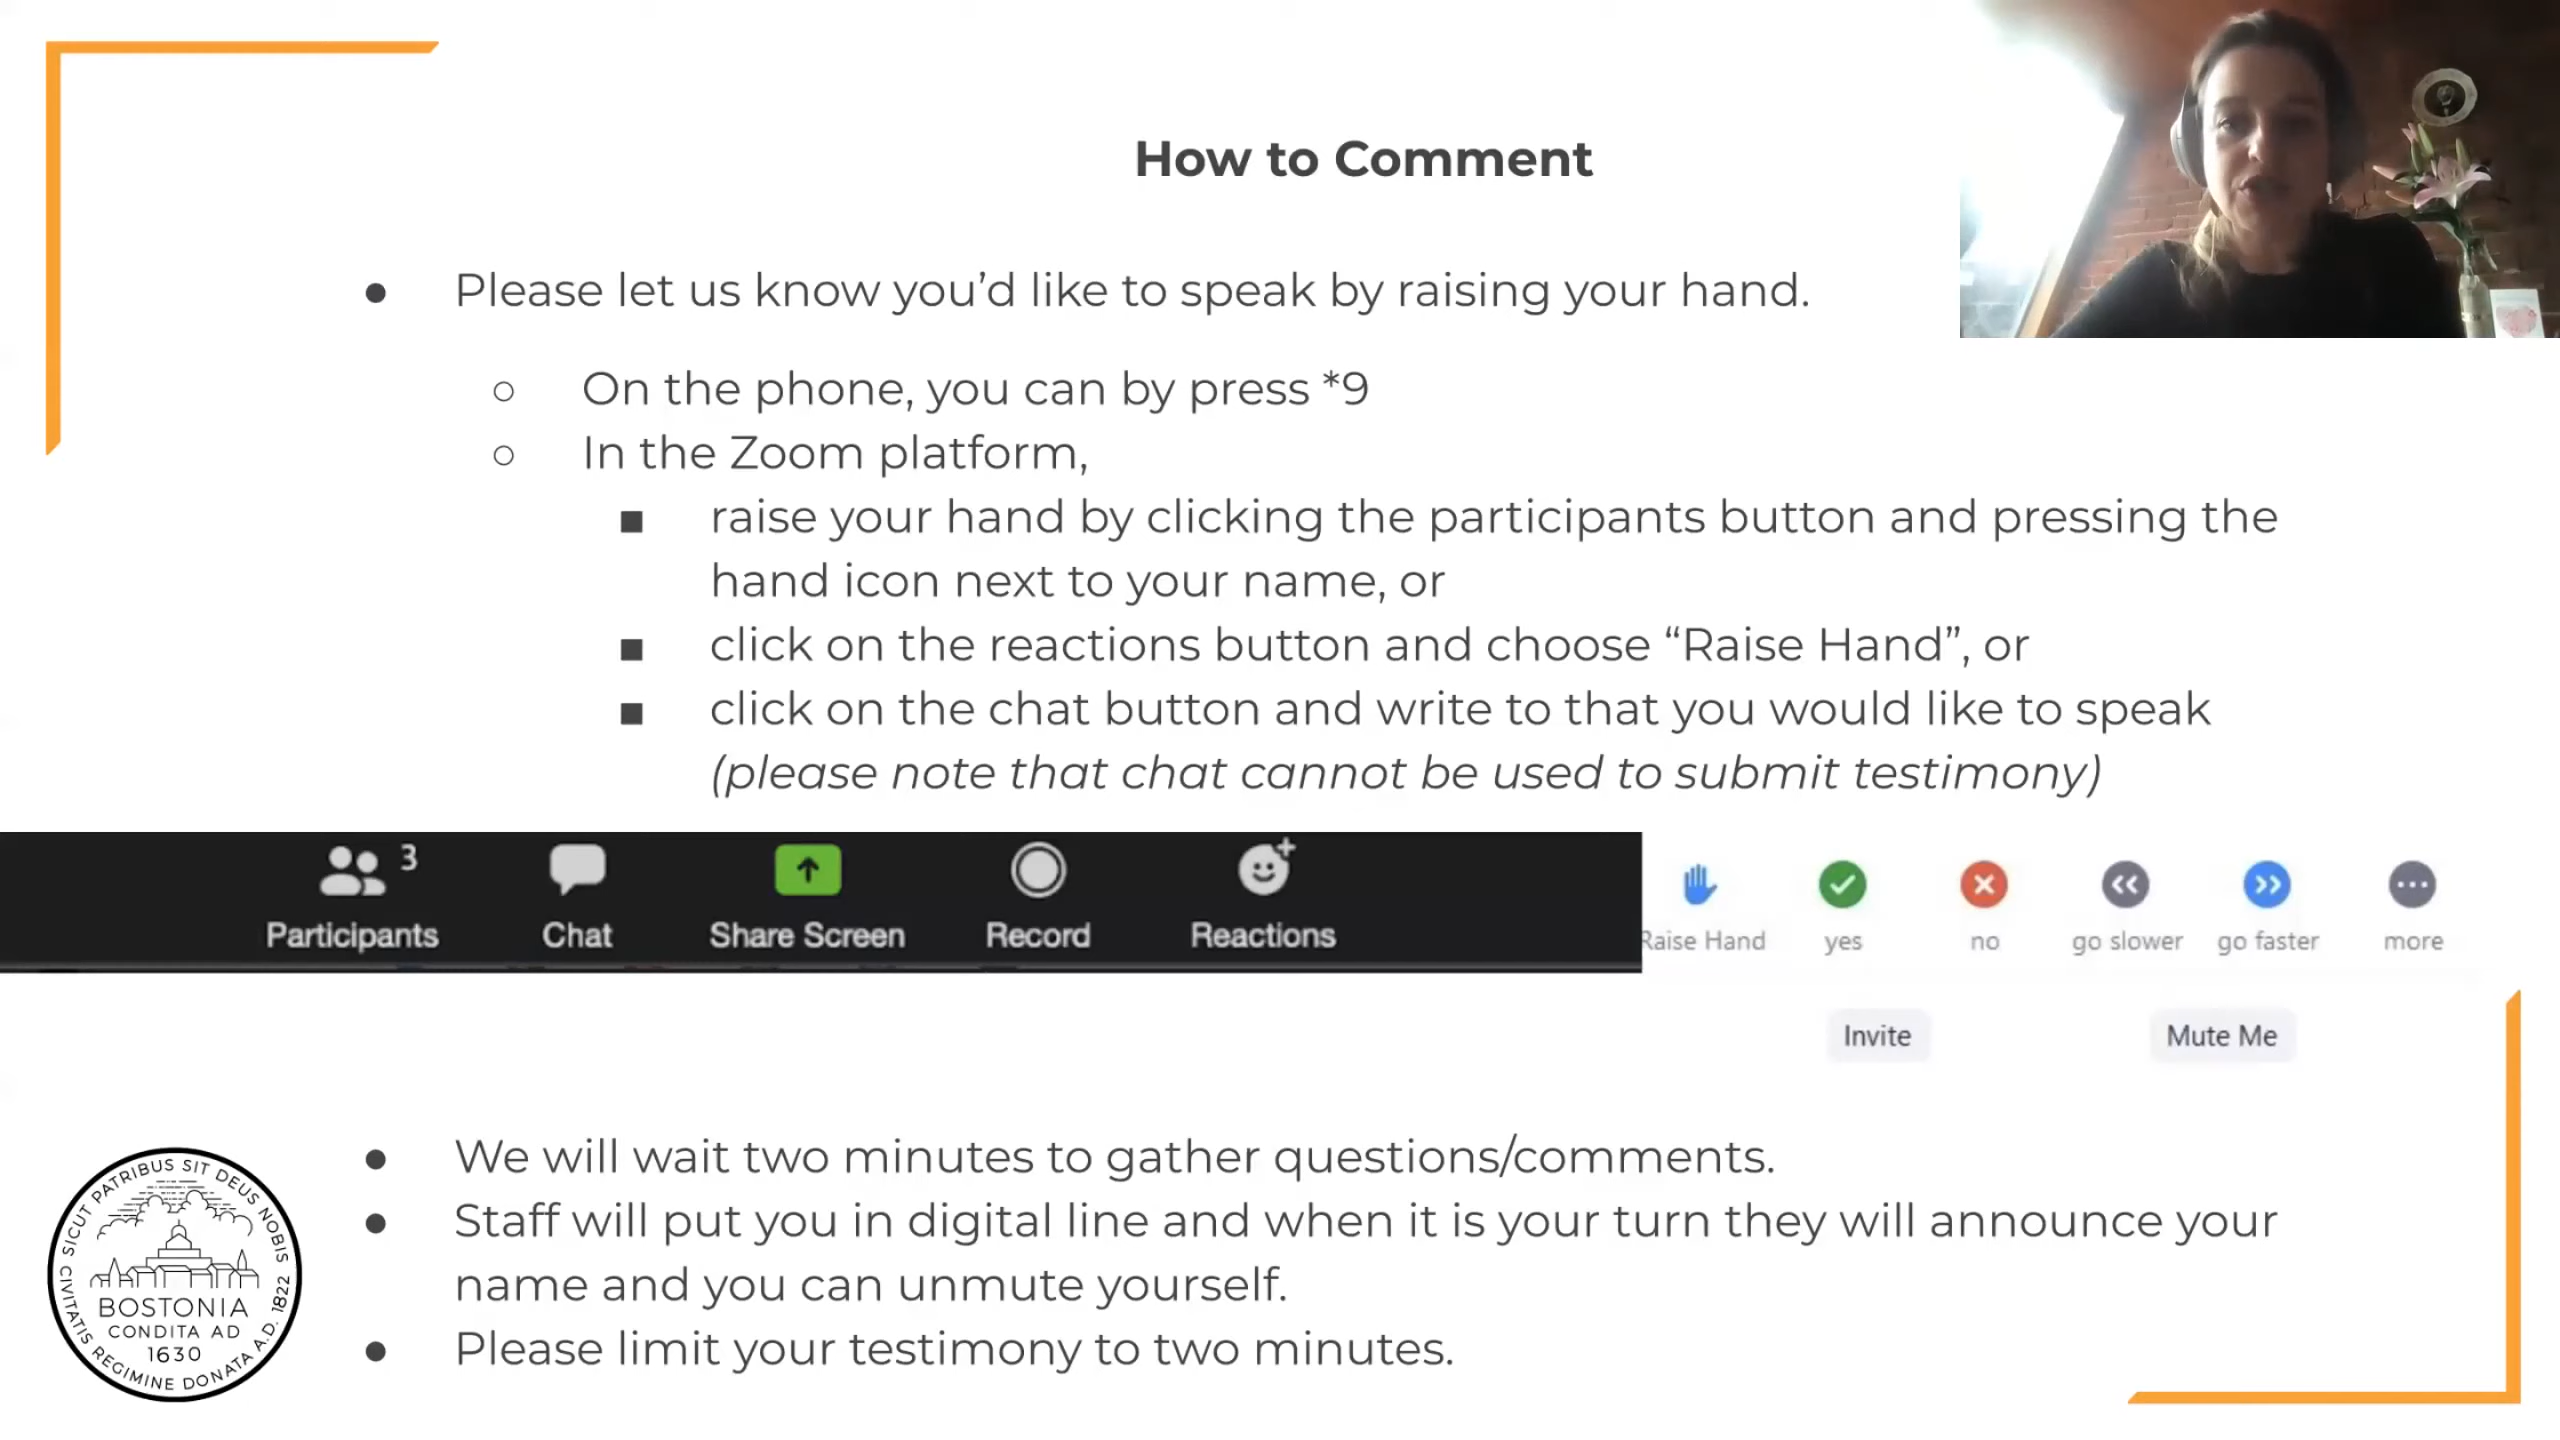 How to Comment
● Please let us know you’d like to speak by raising your hand.
○ On the phone, you can by press *9
○ In the Zoom platform,
■ raise your hand by clicking the participants button and pressing the
hand icon next to your name, or
■ click on the reactions button and choose “Raise Hand”, or
■ click on the chat button and write to that you would like to speak
(please note that chat cannot be used to submit testimony)
3
Participants Chat Share Screen Record Reactions
Raise Hand yes no go slower go faster more
Invite Mute Me
● We will wait two minutes to gather questions/comments.
● Staff will put you in digital line and when it is your turn they will announce your
name and you can unmute yourself.
● Please limit your testimony to two minutes.
SICUT PATRIBUS SIT DEUS NOBIS
BOSTONIA
CONDITA AD
1630
CIVITATIS REGIMINE DONATA A.D. 1822